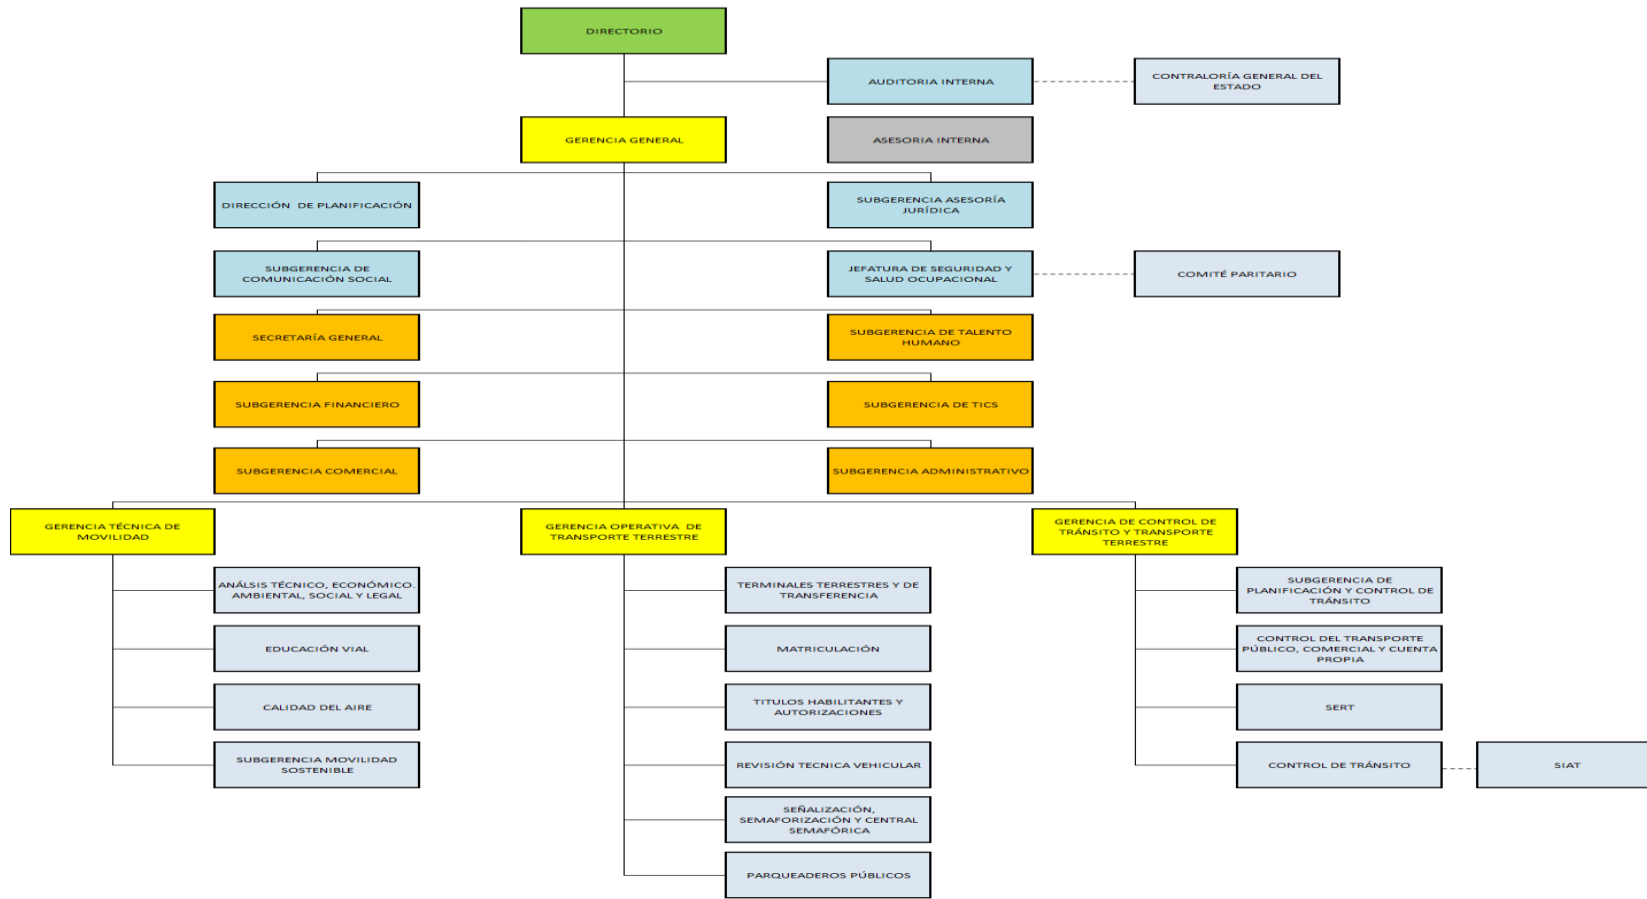 DIRECTORIO
AUDITORIA INTERNA
CONTRALORÍA GENERAL DEL
ESTADO
GERENCIA GENERAL
ASESORIA INTERNA
DIRECCIÓN DE PLANIFICACIÓN
SUBGERENCIA ASESORÍA
JURÍDICA
SUBGERENCIA DE
COMUNICACIÓN SOCIAL
JEFATURA DE SEGURIDAD Y
SALUD OCUPACIONAL
COMITÉ PARITARIO
SECRETARÍA GENERAL
SUBGERENCIA DE TALENTO
HUMANO
SUBGERENCIA FINANCIERO
SUBGERENCIA DE TICS
SUBGERENCIA COMERCIAL
SUBGERENCIA ADMINISTRATIVO
GERENCIA TÉCNICA DE
MOVILIDAD
GERENCIA OPERATIVA DE
TRANSPORTE TERRESTRE
GERENCIA DE CONTROL DE
TRÁNSITO Y TRANSPORTE
TERRESTRE
ANÁLSIS TÉCNICO, ECONÓMICO.
AMBIENTAL, SOCIAL Y LEGAL
EDUCACIÓN VIAL
CALIDAD DEL AIRE
SUBGERENCIA MOVILIDAD
SOSTENIBLE
TERMINALES TERRESTRES Y DE
TRANSFERENCIA
MATRICULACIÓN
TITULOS HABILITANTES Y
AUTORIZACIONES
REVISIÓN TECNICA VEHICULAR
SEÑALIZACIÓN,
SEMAFORIZACIÓN Y CENTRAL
SEMAFÓRICA
PARQUEADEROS PÚBLICOS
SUBGERENCIA DE
PLANIFICACIÓN Y CONTROL DE
TRÁNSITO
CONTROL DEL TRANSPORTE
PÚBLICO, COMERCIAL Y CUENTA
PROPIA
SERT
CONTROL DE TRÁNSITO
SIAT